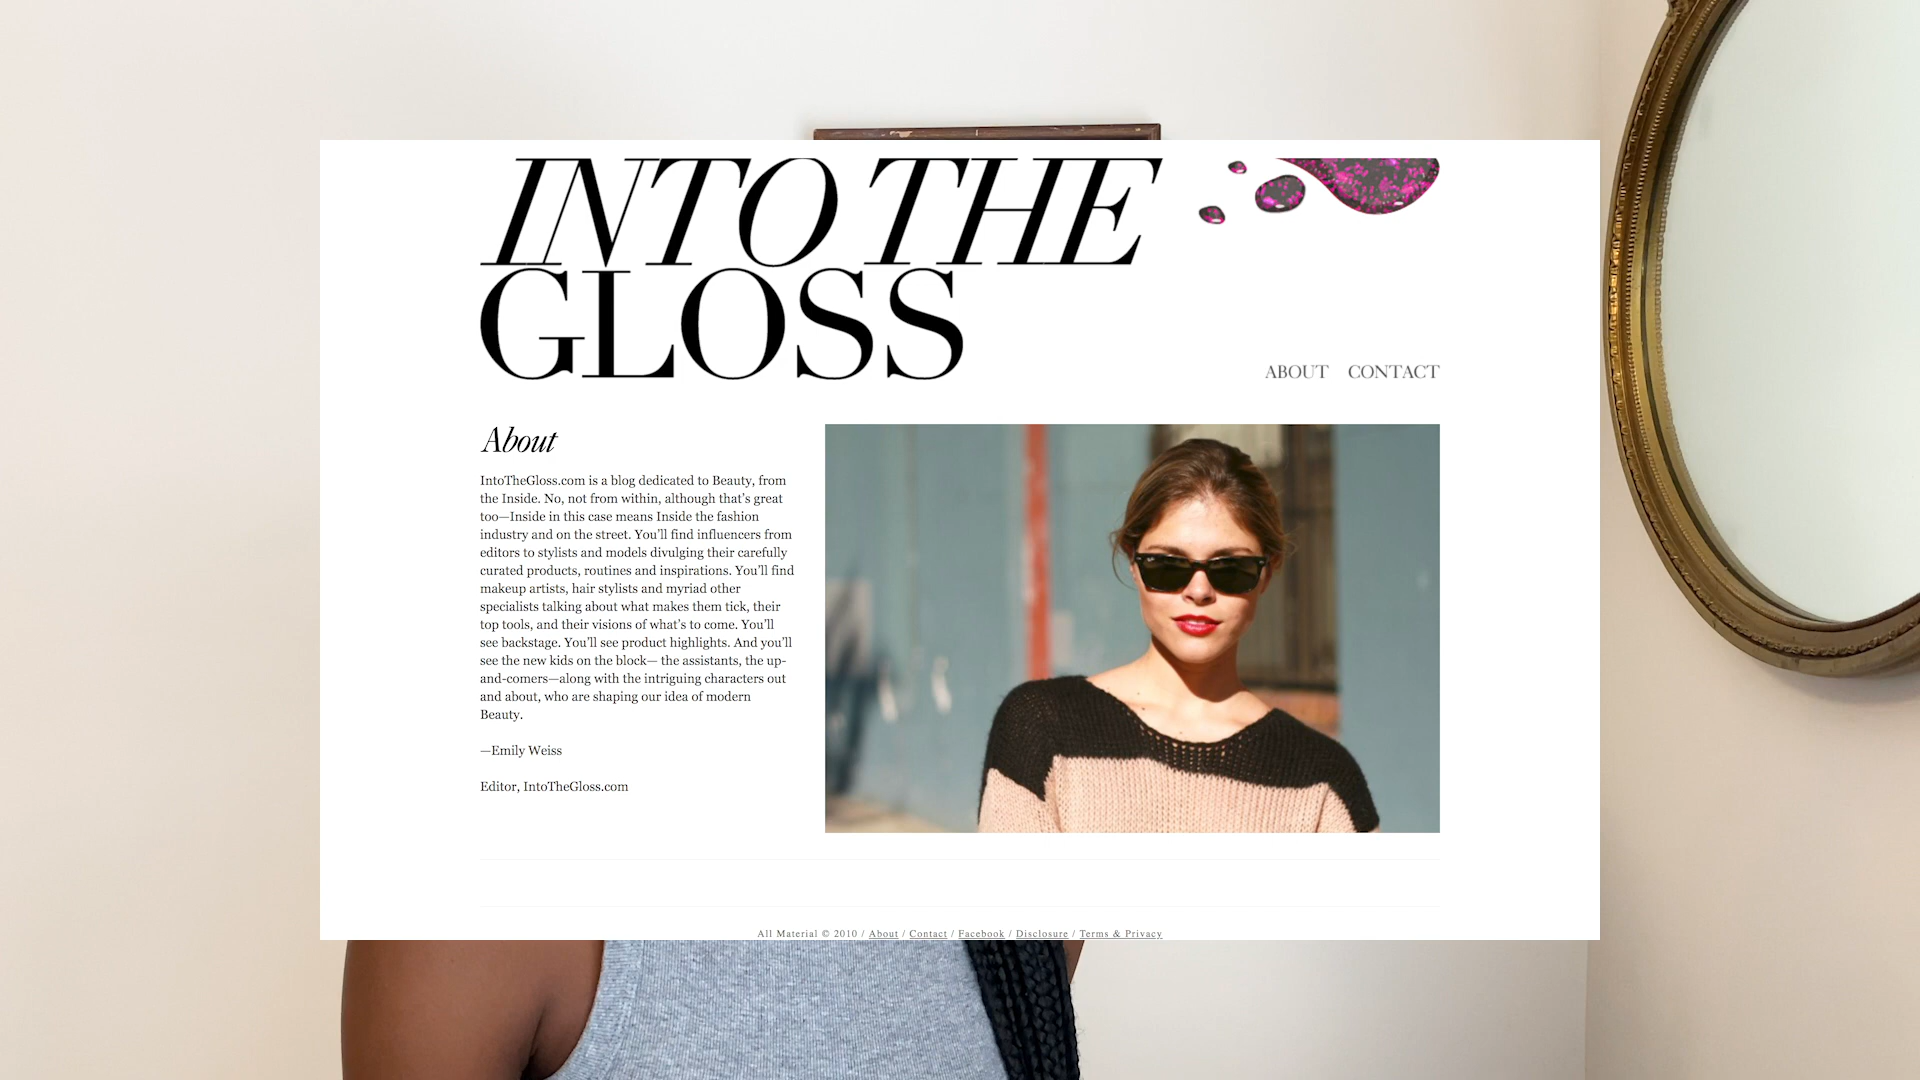 INTO THE
GLOSS
ABOUT CONTACT
About
IntoTheGloss.com is a blog dedicated to Beauty, from
the Inside. No, not from within, although that's great
too—Inside in this case means Inside the fashion
industry and on the street. You'll find influencers from
editors to stylists and models divulging their carefully
curated products, routines and inspirations. You'll find
makeup artists, hair stylists and myriad other
specialists talking about what makes them tick, their
top tools, and their visions of what's to come. You'll
see backstage. You'll see product highlights. And you'll
see the new kids on the block— the assistants, the up-
and-comers—along with the intriguing characters out
and about, who are shaping our idea of modern
Beauty.
—Emily Weiss
Editor, IntoTheGloss.com
All Material © 2010 / About / Contact / Facebook / Disclosure / Terms & Privacy